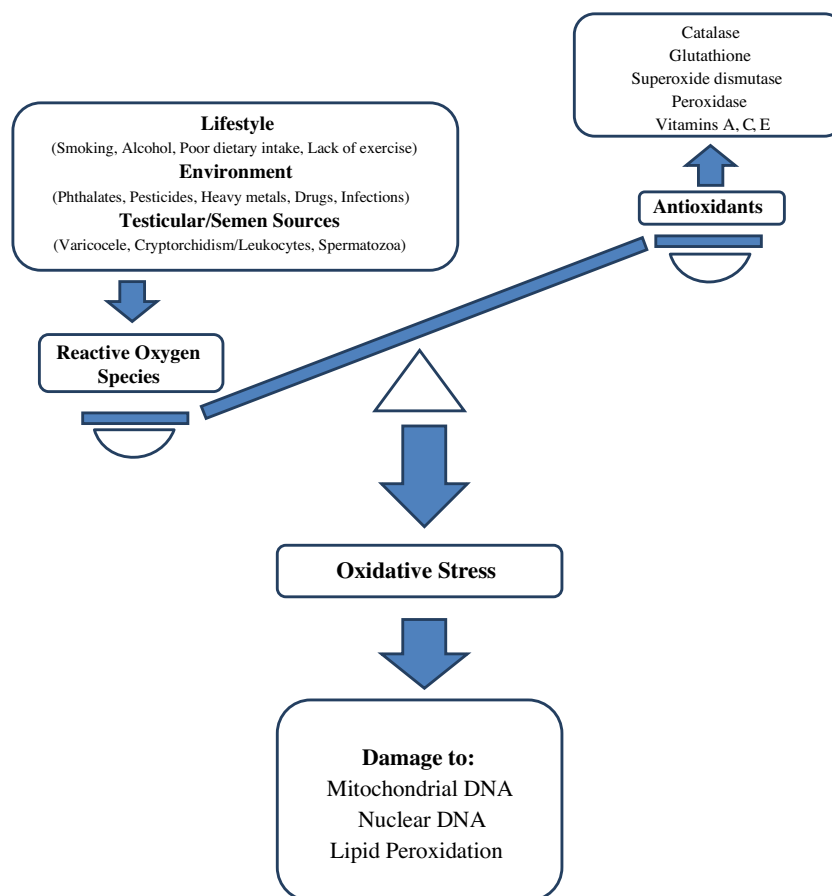 Catalase
Glutathione
Superoxide dismutase
Peroxidase
Vitamins A, C, E
Lifestyle
(Smoking, Alcohol, Poor dietary intake, Lack of exercise)
Environment
(Phthalates, Pesticides, Heavy metals, Drugs, Infections)
Testicular/Semen Sources
(Varicocele, Cryptorchidism/Leukocytes, Spermatozoa)
Antioxidants
Reactive Oxygen
Species
Oxidative Stress
Damage to:
Mitochondrial DNA
Nuclear DNA
Lipid Peroxidation